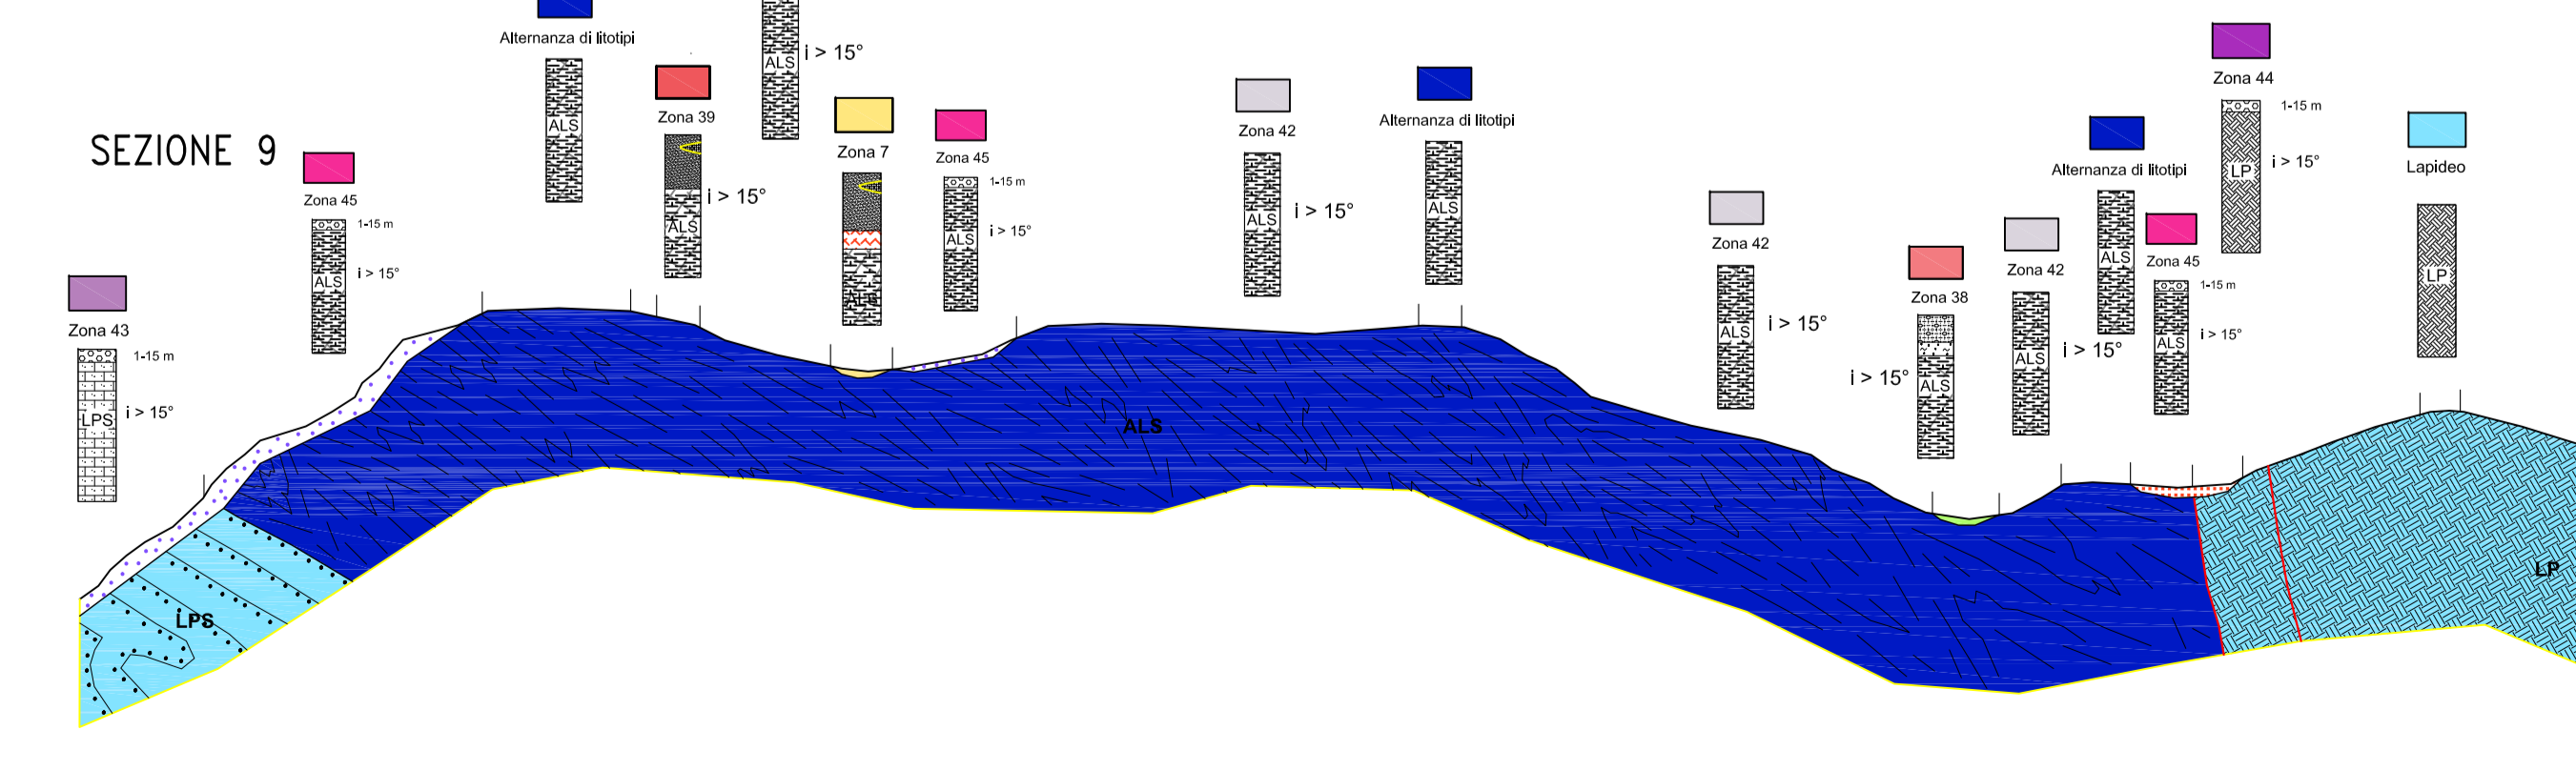 SEZIONE 9
Zona 43
1-15 m
LPS
i > 15°
Zona 45
1-15 m
ALS
i > 15°
Alternanza di litotipi
ALS
Zona 39
ALS
i > 15°
ALS
i > 15°
Zona 7
ALS
Zona 45
1-15 m
ALS
i > 15°
Zona 42
ALS
i > 15°
Alternanza di litotipi
ALS
Zona 42
ALS
i > 15°
Zona 38
ALS
i > 15°
Zona 42
ALS
i > 15°
Alternanza di litotipi
ALS
Zona 45
1-15 m
ALS
i > 15°
Zona 44
1-15 m
LP
i > 15°
Lapideo
LP
LPS
ALS
LP